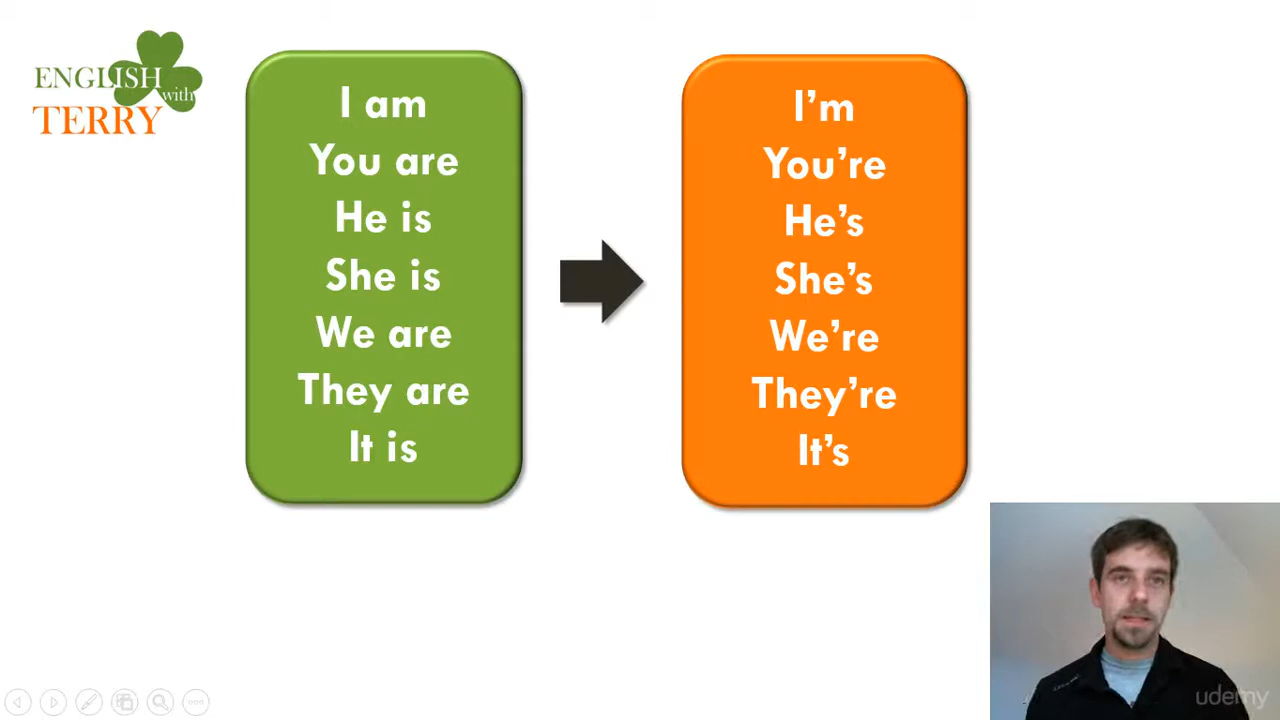 ENGLISH
with
TERRY
I am
You are
He is
She is
We are
They are
It is
I’m
You’re
He’s
She’s
We’re
They’re
It’s
udemy